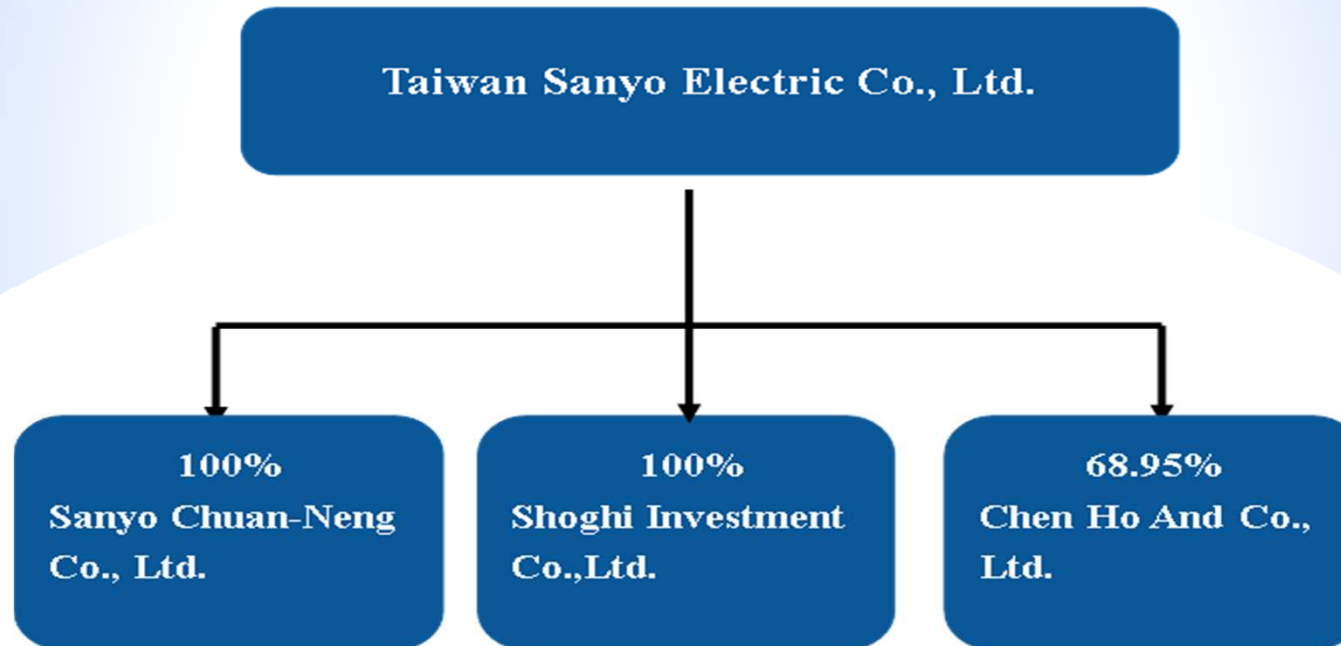 Taiwan Sanyo Electric Co., Ltd.
100%
Sanyo Chuan-Neng
Co., Ltd.
100%
Shoghi Investment
Co.,Ltd.
68.95%
Chen Ho And Co.,
Ltd.